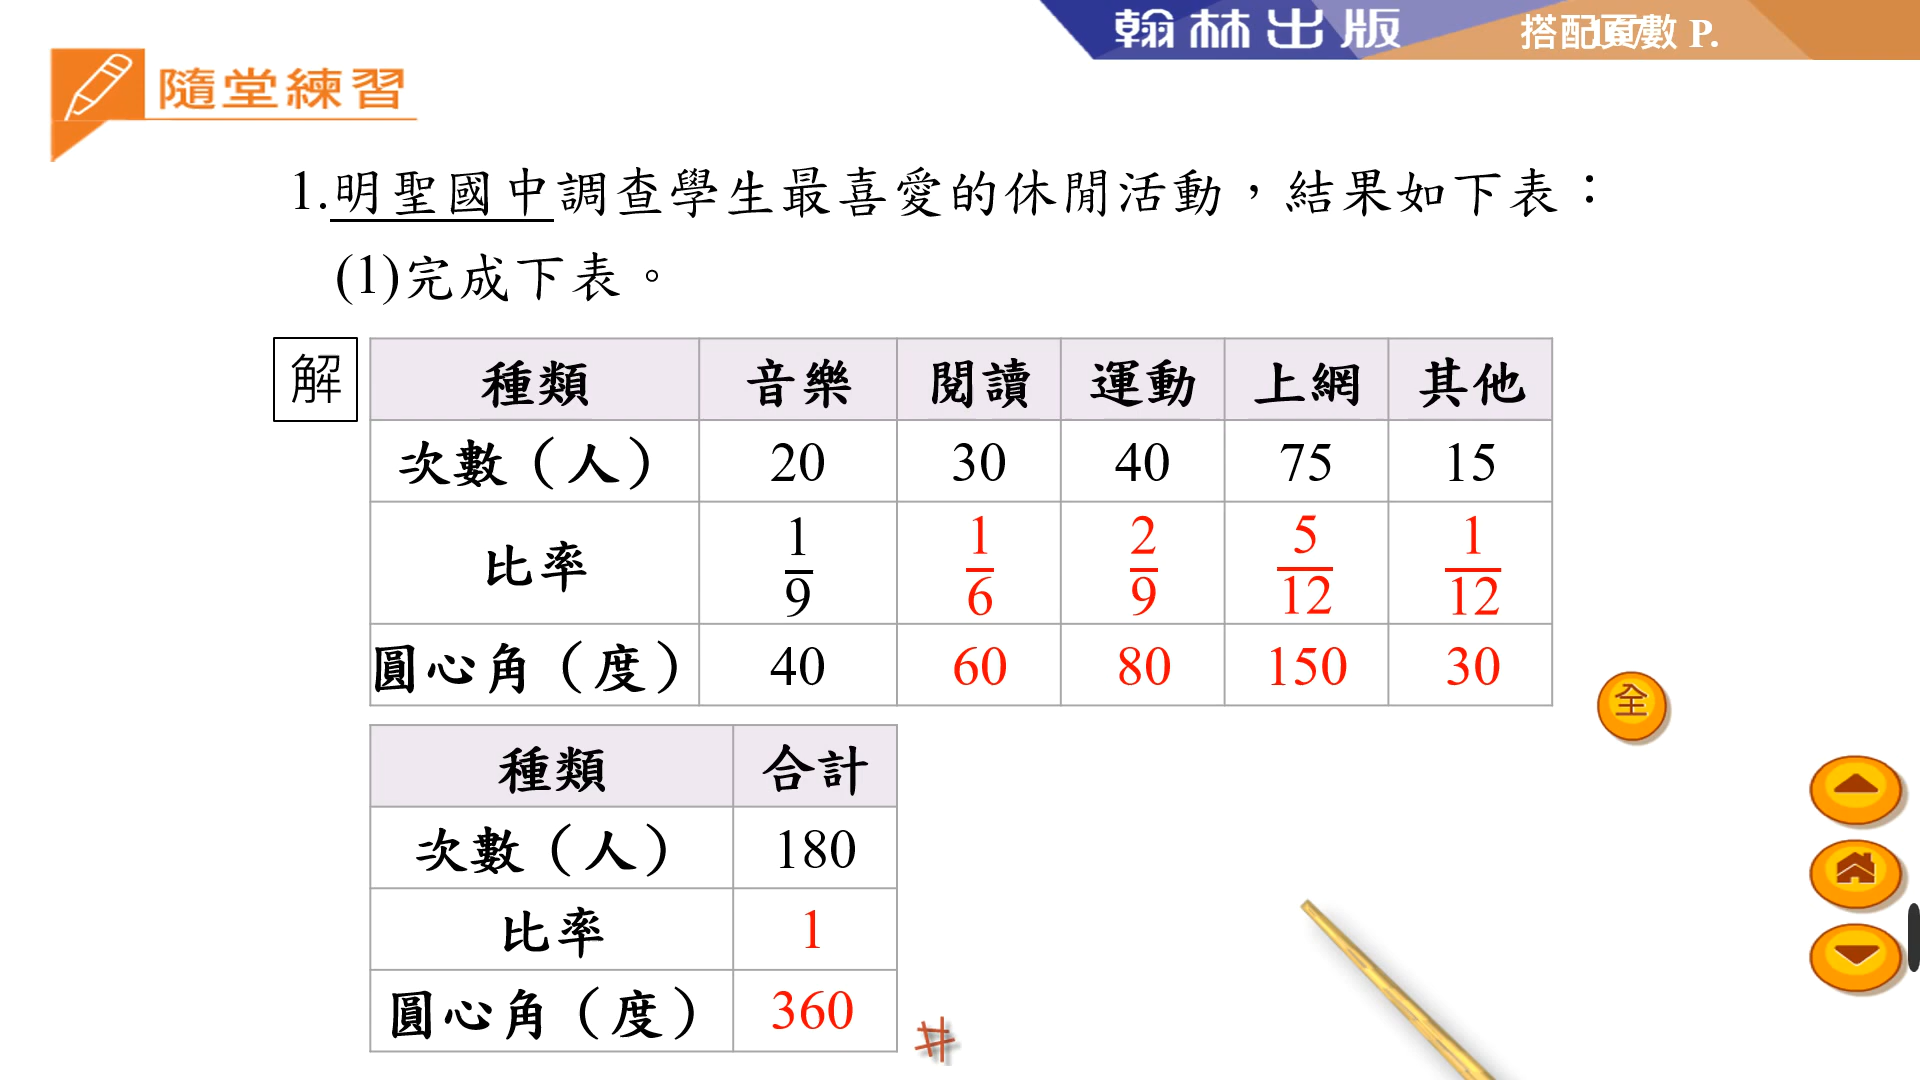 翰林出版
搭配頁數 P.
隨堂練習
1.明聖國中調查學生最喜愛的休閒活動，結果如下表：
(1)完成下表。
解
種類 音樂 閱讀 運動 上網 其他
次數（人） 20 30 40 75 15
比率 1/9 1/6 2/9 5/12 1/12
圓心角（度） 40 60 80 150 30
全
種類 合計
次數（人） 180
比率 1
圓心角（度） 360